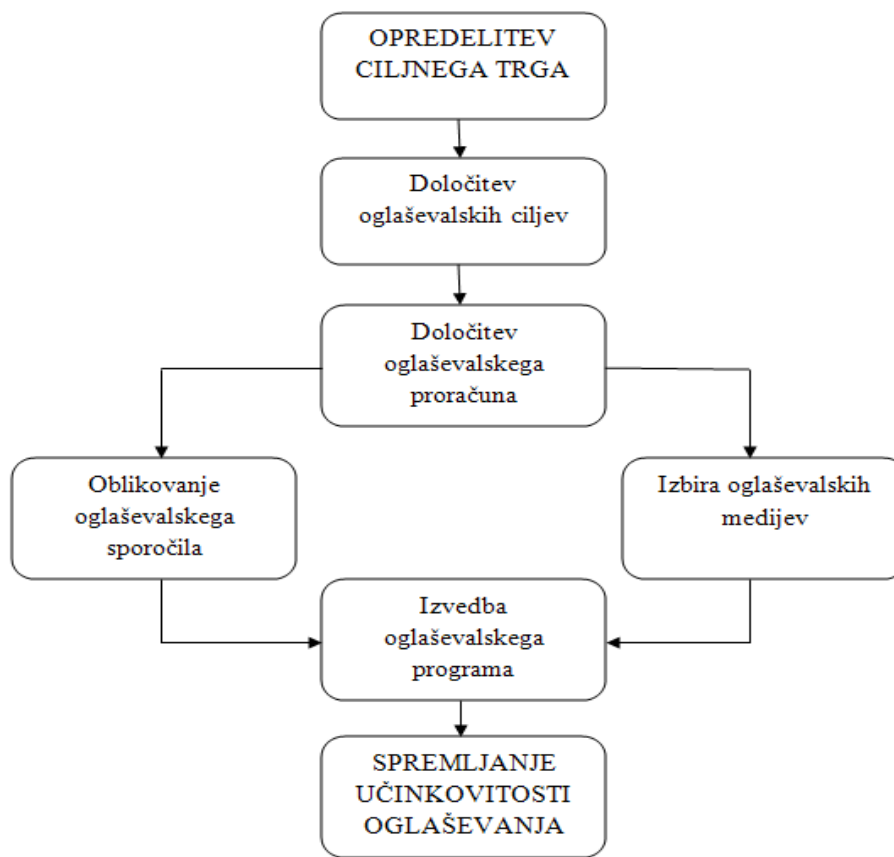 OPREDELITEV
CILJNEGA TRGA
Določitev
oglaševalskih ciljev
Določitev
oglaševalskega
proračuna
Oblikovanje
oglaševalskega
sporočila
Izbira oglaševalskih
medijev
Izvedba
oglaševalskega
programa
SPREMLJANJE
UČINKOVITOSTI
OGLAŠEVANJA